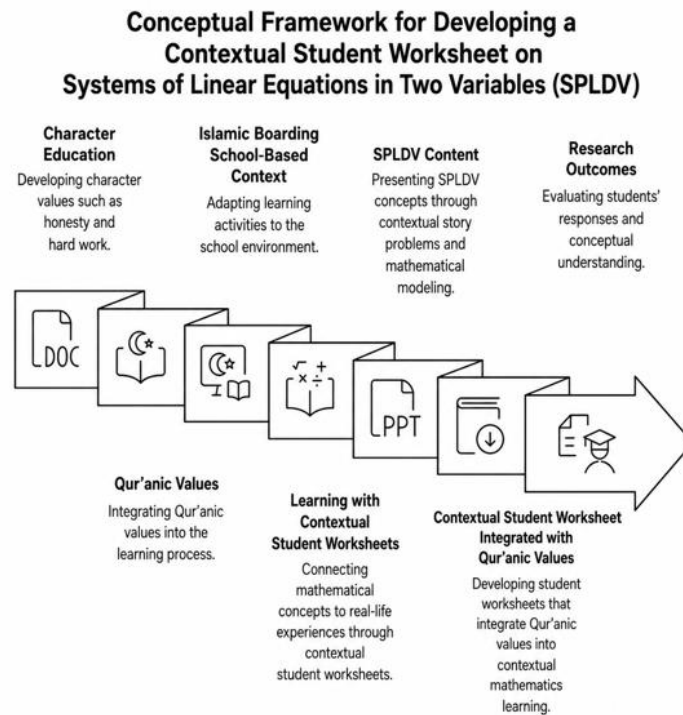 Conceptual Framework for Developing a
Contextual Student Worksheet on
Systems of Linear Equations in Two Variables (SPLDV)
Character
Education
Developing character
values such as
honesty and
hard work.
Islamic Boarding
School-Based
Context
Adapting learning
activities to the
school environment.
SPLDV Content
Presenting SPLDV
concepts through
contextual story
problems and
mathematical
modeling.
Research
Outcomes
Evaluating students'
responses and
conceptual
understanding.
DOC
√ +
× ÷
PPT
Qur'anic Values
Integrating Qur'anic
values into the
learning process.
Learning with
Contextual
Student Worksheets
Connecting
mathematical
concepts to real-life
experiences through
contextual
student worksheets.
Contextual Student Worksheet
Integrated with
Qur'anic Values
Developing student
worksheets that
integrate Qur'anic
values into
contextual
mathematics
learning.